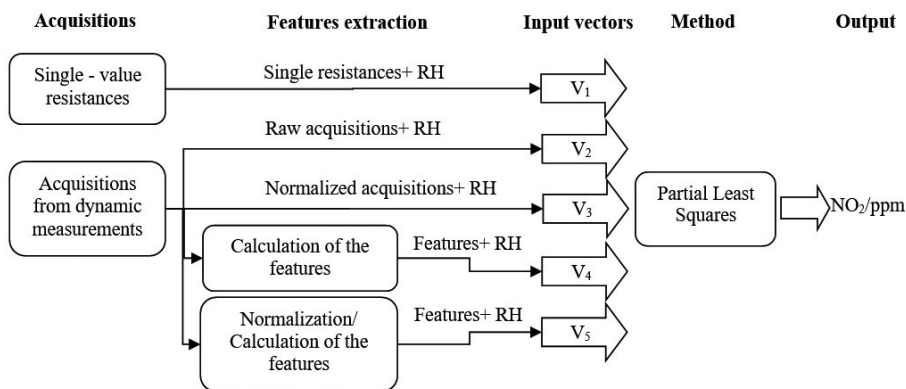 Acquisitions Features extraction Input vectors Method Output
Single - value
resistances
Single resistances+ RH
V₁
Raw acquisitions+ RH
V₂
Acquisitions
from dynamic
measurements
Normalized acquisitions+ RH
V₃
Partial Least
Squares
NO₂/ppm
Calculation of the
features
Features+ RH
V₄
Normalization/
Calculation of the
features
Features+ RH
V₅